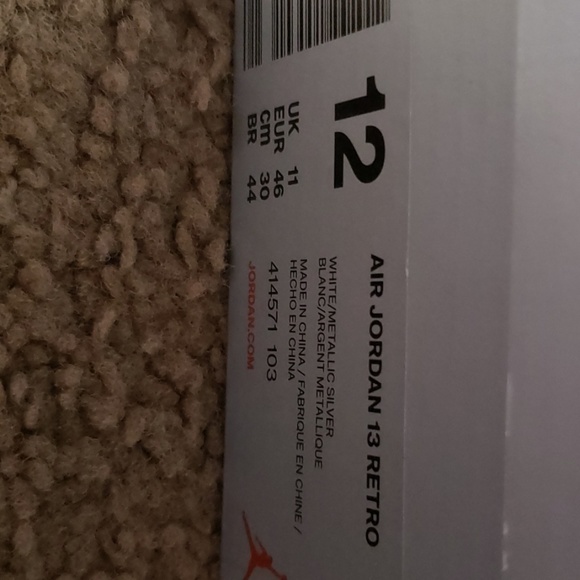 AIR JORDAN 13 RETRO
WHITE/METALLIC SILVER
BLANC/ARGENT METALLIQUE
MADE IN CHINA / FABRIQUE EN CHINE /
HECHO EN CHINA
414571 103
JORDAN.COM
12
UK 11
EUR 46
cm 30
BR 44